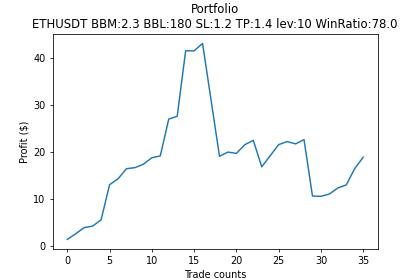 Portfolio
ETHUSDT BBM:2.3 BBL:180 SL:1.2 TP:1.4 lev:10 WinRatio:78.0
Profit ($)
40
30
20
10
0
0 5 10 15 20 25 30 35
Trade counts